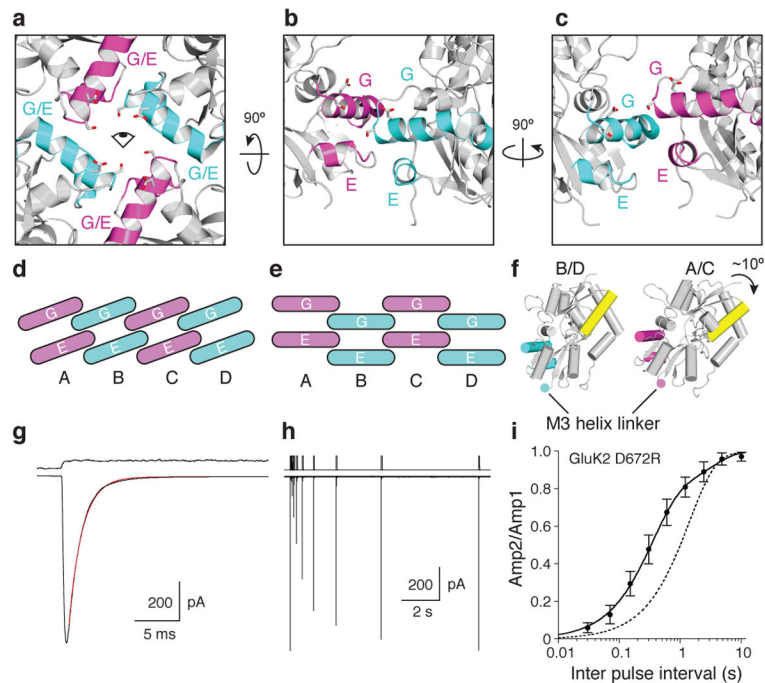 a
b
c
G/E
G/E
G/E
G/E
90º
G
G
E
E
90º
G
G
E
E
d
e
f
G G G G
E E E E
A B C D
G G
G G
E E
E E
A B C D
B/D
A/C
~10º
M3 helix linker
g
h
i
200 pA
5 ms
200 pA
2 s
GluK2 D672R
Amp2/Amp1
1.0
0.8
0.6
0.4
0.2
0
0.01 0.1 1 10
Inter pulse interval (s)